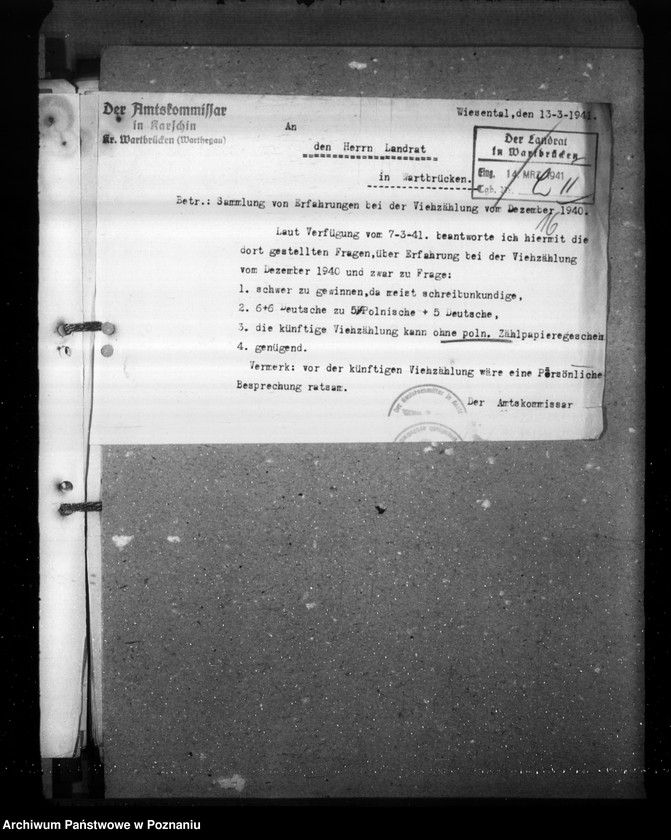 Der Amtskommissar
in Karschin
Kr. Wartbrücken (Warthegau)
Wiesental,den 13-3-1941.
An
den Herrn Landrat
in Wartbrücken.
Der Landrat
in Wartbrücken
Eing. 14. MRZ. 1941
Tgb. Nr.
Betr.: Sammlung von Erfahrungen bei der Viehzählung vom Dezember 1940.
16
Laut Verfügung vom 7-3-41. beantworte ich hiermit die
dort gestellten Fragen,über Erfahrung bei der Viehzählung
vom Dezember 1940 und zwar zu Frage:
1. schwer zu gewinnen,da meist schreibunkundige,
2. 6+6 Deutsche zu 5 Polnische + 5 Deutsche,
3. die künftige Viehzählung kann ohne poln. Zählpapieregescheh
4. genügend.
Vermerk: vor der künftigen Viehzählung wäre eine Persönliche
Besprechung ratsam.
Der Amtskommissar
Archiwum Państwowe w Poznaniu